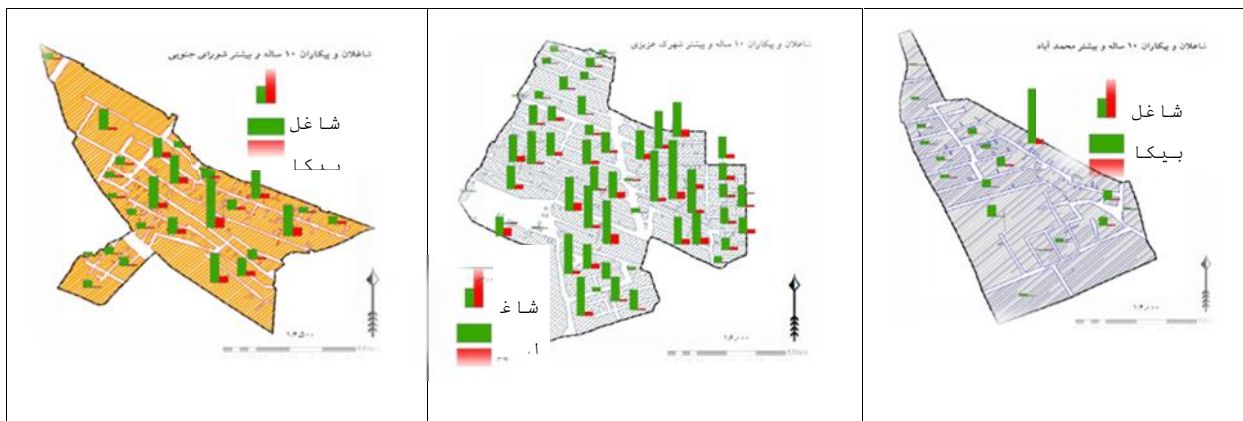 شاغلان و بیکاران ۱۰ ساله و بیشتر شورای جنوبی
شاغل
بیکا
شاغلان و بیکاران ۱۰ ساله و بیشتر شهرک عزیزی
شاغ
ل
شاغلان و بیکاران ۱۰ ساله و بیشتر محمد آباد
شاغل
بیکا